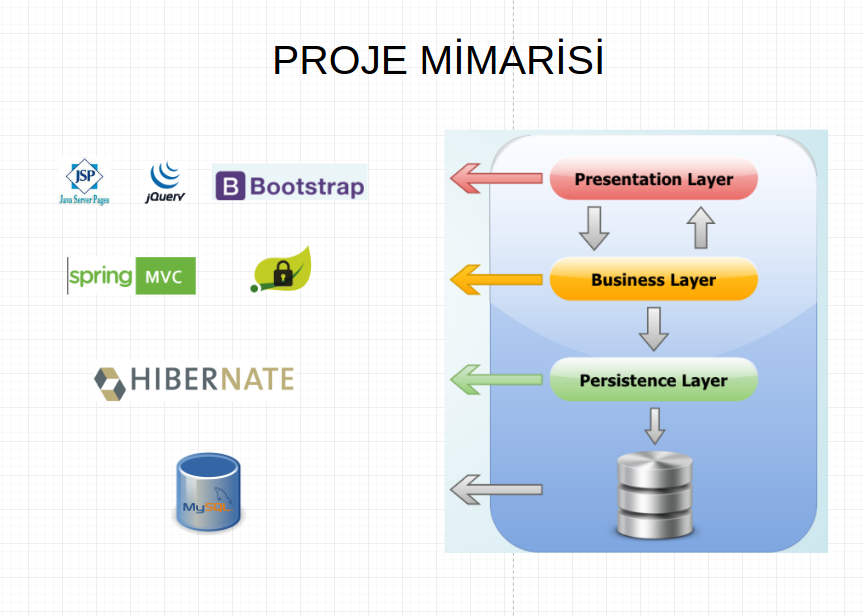 PROJE MİMARİSİ
JSP
Java Server Pages
jQuery
B Bootstrap
Presentation Layer
spring MVC
Business Layer
HIBERNATE
Persistence Layer
MySQL